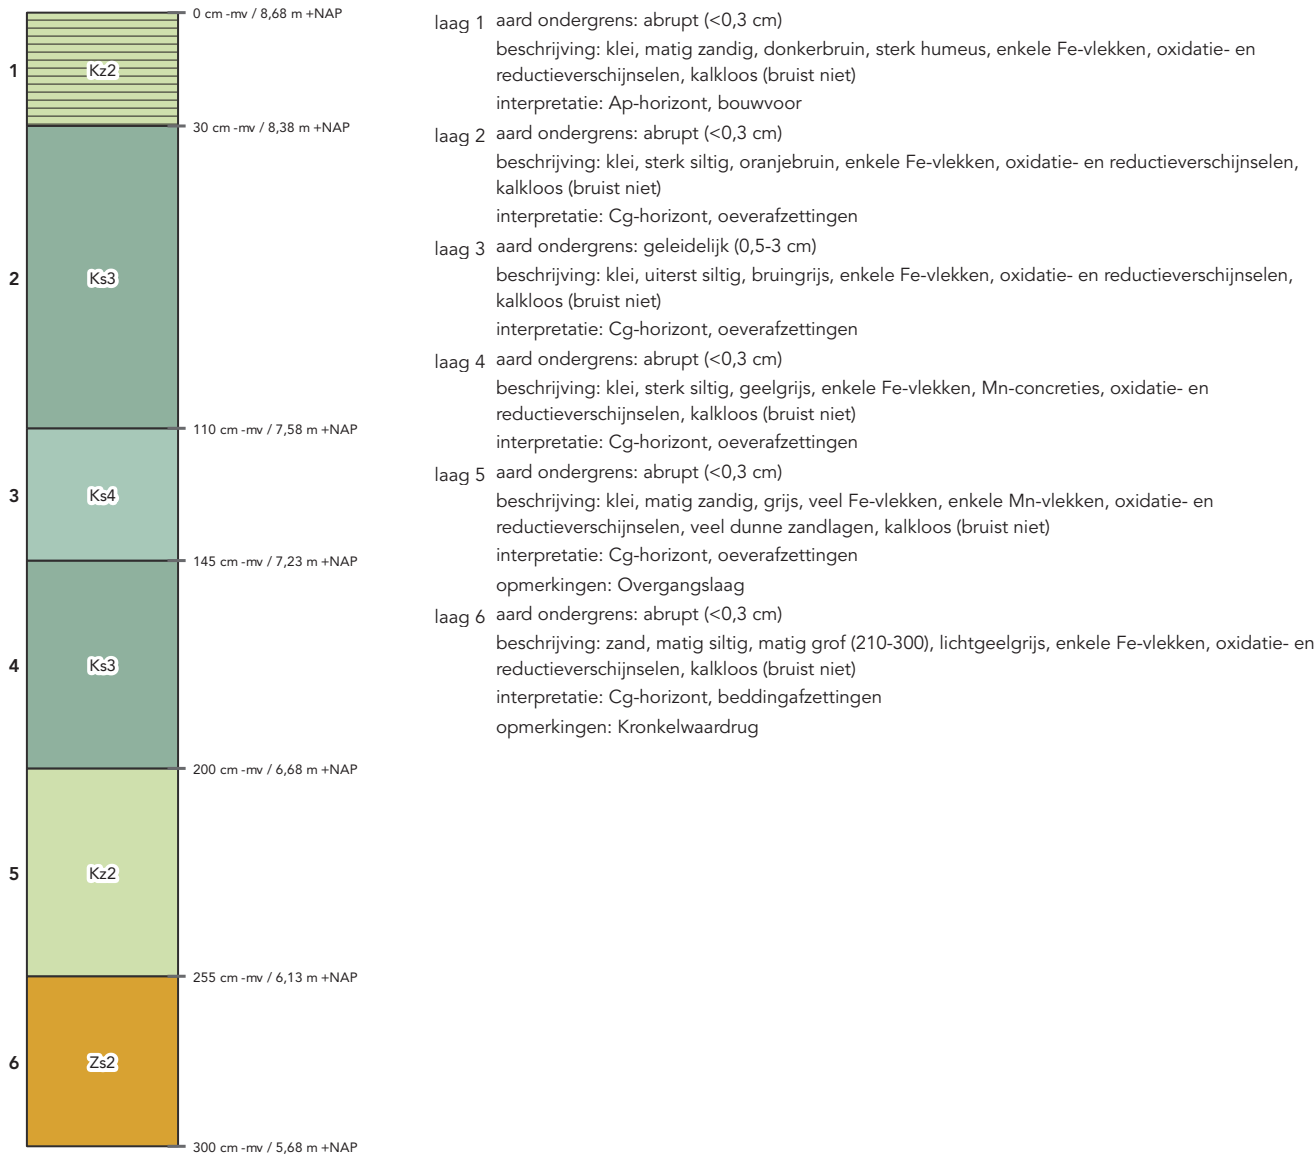 0 cm -mv / 8,68 m +NAP
1
Kz2
30 cm -mv / 8,38 m +NAP
2
Ks3
110 cm -mv / 7,58 m +NAP
3
Ks4
145 cm -mv / 7,23 m +NAP
4
Ks3
200 cm -mv / 6,68 m +NAP
5
Kz2
255 cm -mv / 6,13 m +NAP
6
Zs2
300 cm -mv / 5,68 m +NAP
laag 1 aard ondergrens: abrupt (<0,3 cm)
beschrijving: klei, matig zandig, donkerbruin, sterk humeus, enkele Fe-vlekken, oxidatie- en
reductieverschijnselen, kalkloos (bruist niet)
interpretatie: Ap-horizont, bouwvoor
laag 2 aard ondergrens: abrupt (<0,3 cm)
beschrijving: klei, sterk siltig, oranjebruin, enkele Fe-vlekken, oxidatie- en reductieverschijnselen,
kalkloos (bruist niet)
interpretatie: Cg-horizont, oeverafzettingen
laag 3 aard ondergrens: geleidelijk (0,5-3 cm)
beschrijving: klei, uiterst siltig, bruingrijs, enkele Fe-vlekken, oxidatie- en reductieverschijnselen,
kalkloos (bruist niet)
interpretatie: Cg-horizont, oeverafzettingen
laag 4 aard ondergrens: abrupt (<0,3 cm)
beschrijving: klei, sterk siltig, geelgrijs, enkele Fe-vlekken, Mn-concreties, oxidatie- en
reductieverschijnselen, kalkloos (bruist niet)
interpretatie: Cg-horizont, oeverafzettingen
laag 5 aard ondergrens: abrupt (<0,3 cm)
beschrijving: klei, matig zandig, grijs, veel Fe-vlekken, enkele Mn-vlekken, oxidatie- en
reductieverschijnselen, veel dunne zandlagen, kalkloos (bruist niet)
interpretatie: Cg-horizont, oeverafzettingen
opmerkingen: Overgangslaag
laag 6 aard ondergrens: abrupt (<0,3 cm)
beschrijving: zand, matig siltig, matig grof (210-300), lichtgeelgrijs, enkele Fe-vlekken, oxidatie- en
reductieverschijnselen, kalkloos (bruist niet)
interpretatie: Cg-horizont, beddingafzettingen
opmerkingen: Kronkelwaardrug